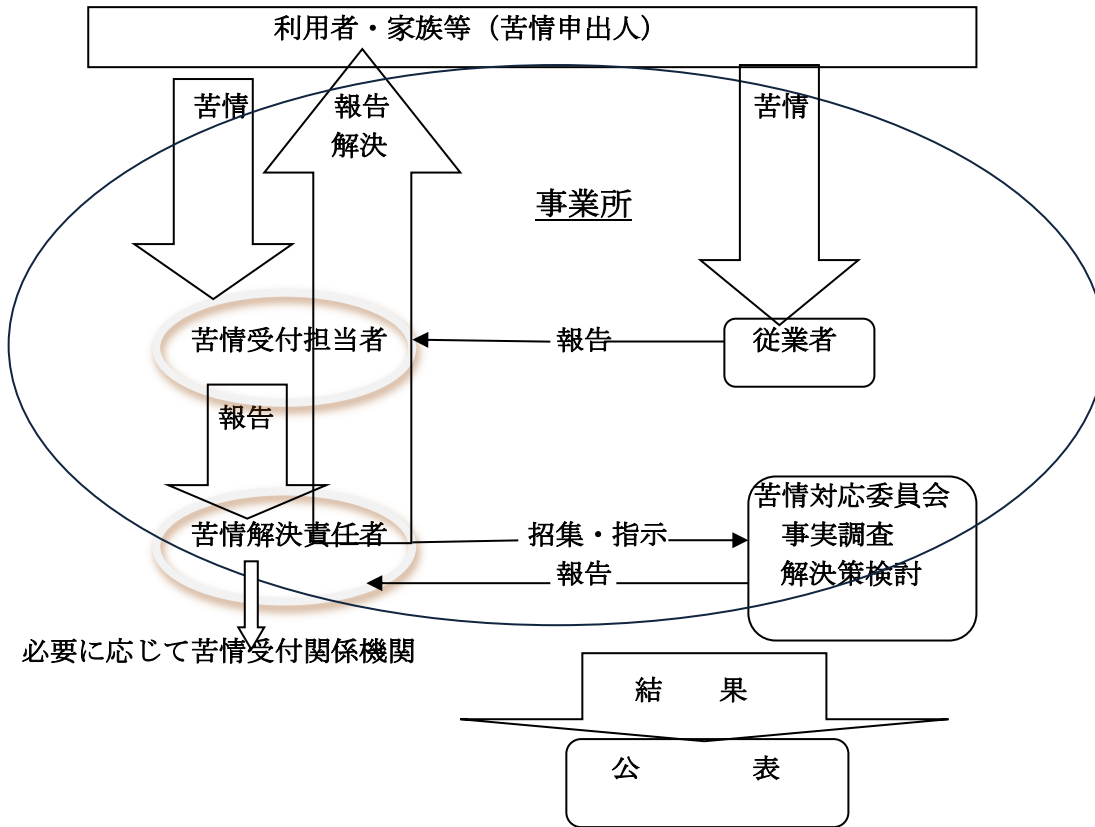 利用者・家族等（苦情申出人）
苦情
報告
解決
苦情
事業所
苦情受付担当者
報告
従業者
報告
苦情対応委員会
事実調査
解決策検討
苦情解決責任者
招集・指示
報告
必要に応じて苦情受付関係機関
結　　果
公　　　　表